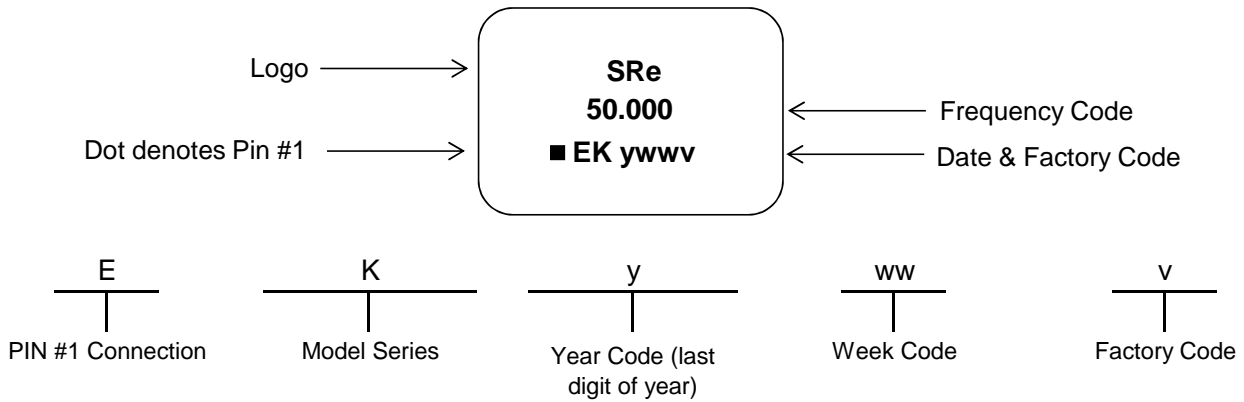 Logo
SRe
50.000
Frequency Code
Dot denotes Pin #1
■ EK ywwv
Date & Factory Code
E
K
y
ww
v
PIN #1 Connection
Model Series
Year Code (last
digit of year)
Week Code
Factory Code